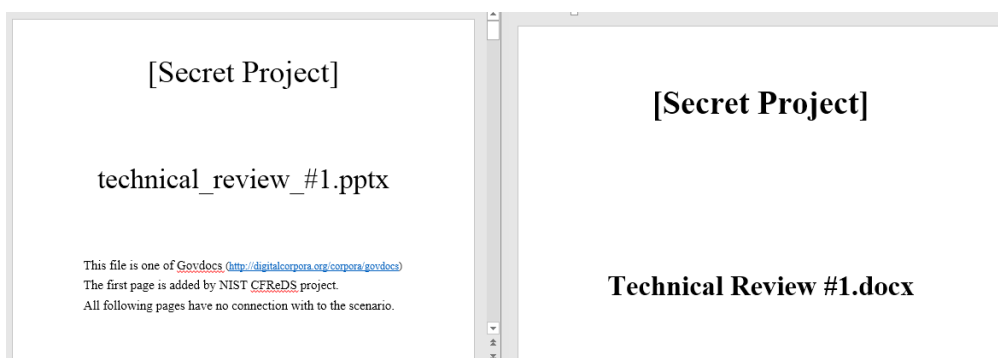 [Secret Project]
technical_review_#1.pptx
This file is one of Govdocs (http://digitalcorpora.org/corpora/govdocs)
The first page is added by NIST CFReDS project.
All following pages have no connection with to the scenario.
[Secret Project]
Technical Review #1.docx